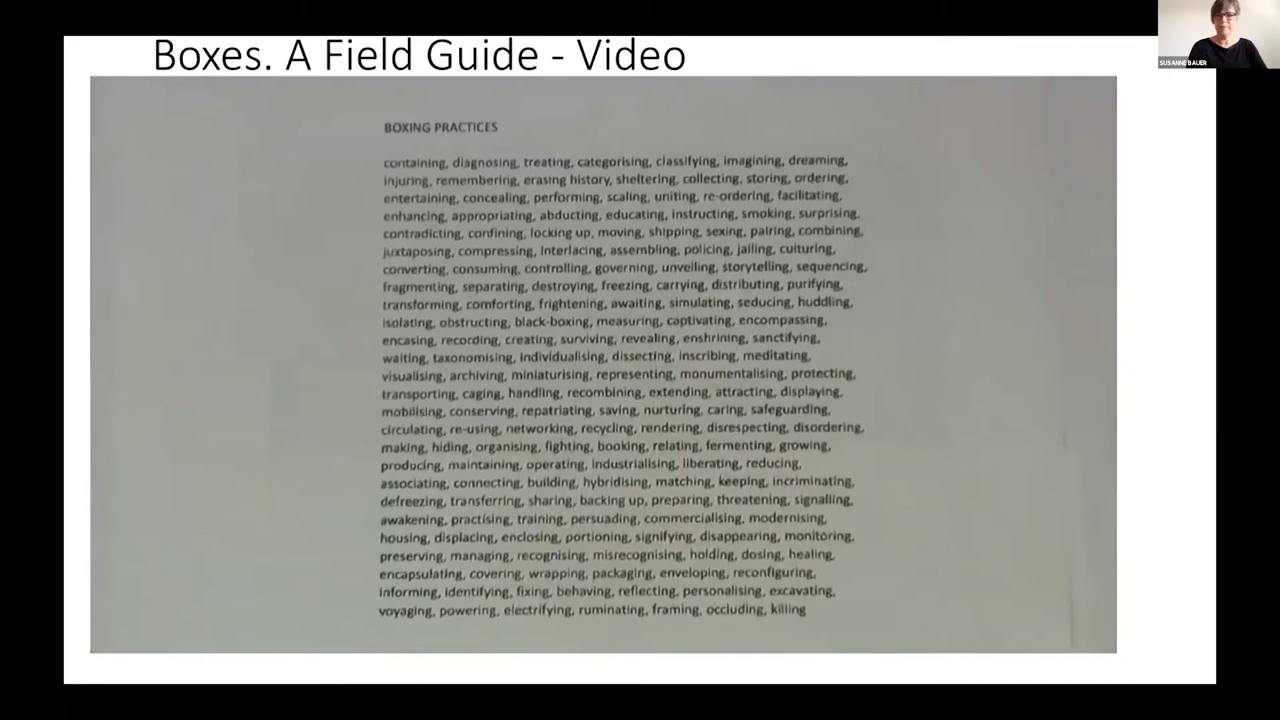 Boxes. A Field Guide - Video
SUSANNE BAUER
BOXING PRACTICES
containing, diagnosing, treating, categorising, classifying, imagining, dreaming,
injuring, remembering, erasing history, sheltering, collecting, storing, ordering,
entertaining, concealing, performing, scaling, uniting, re-ordering, facilitating,
enhancing, appropriating, abducting, educating, instructing, smoking, surprising,
contradicting, confining, locking up, moving, shipping, sexing, pairing, combining,
juxtaposing, compressing, interlacing, assembling, policing, jailing, culturing,
converting, consuming, controlling, governing, unveiling, storytelling, sequencing,
fragmenting, separating, destroying, freezing, carrying, distributing, purifying,
transforming, comforting, frightening, awaiting, simulating, seducing, huddling,
isolating, obstructing, black-boxing, measuring, captivating, encompassing,
encasing, recording, creating, surviving, revealing, enshrining, sanctifying,
waiting, taxonomising, individualising, dissecting, inscribing, meditating,
visualising, archiving, miniaturising, representing, monumentalising, protecting,
transporting, caging, handling, recombining, extending, attracting, displaying,
mobilising, conserving, repatriating, saving, nurturing, caring, safeguarding,
circulating, re-using, networking, recycling, rendering, disrespecting, disordering,
making, hiding, organising, fighting, booking, relating, fermenting, growing,
producing, maintaining, operating, industrialising, liberating, reducing,
associating, connecting, building, hybridising, matching, keeping, incriminating,
defreezing, transferring, sharing, backing up, preparing, threatening, signalling,
awakening, practising, training, persuading, commercialising, modernising,
housing, displacing, enclosing, portioning, signifying, disappearing, monitoring,
preserving, managing, recognising, misrecognising, holding, dosing, healing,
encapsulating, covering, wrapping, packaging, enveloping, reconfiguring,
informing, identifying, fixing, behaving, reflecting, personalising, excavating,
voyaging, powering, electrifying, ruminating, framing, occluding, killing